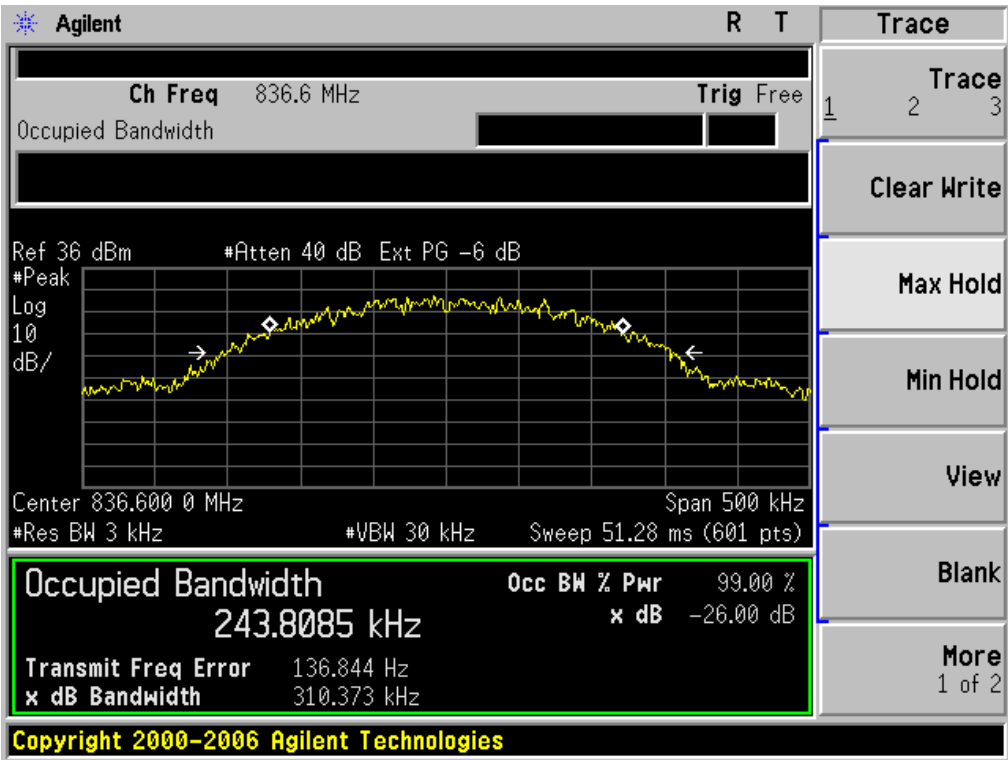 Agilent R T Trace
Ch Freq 836.6 MHz Trig Free
Occupied Bandwidth
Trace
1 2 3
Clear Write
Max Hold
Min Hold
View
Blank
More
1 of 2
Ref 36 dBm #Atten 40 dB Ext PG -6 dB
#Peak
Log
10
dB/
Center 836.600 0 MHz Span 500 kHz
#Res BW 3 kHz #VBW 30 kHz Sweep 51.28 ms (601 pts)
Occupied Bandwidth Occ BW % Pwr 99.00 %
243.8085 kHz x dB -26.00 dB
Transmit Freq Error 136.844 Hz
x dB Bandwidth 310.373 kHz
Copyright 2000-2006 Agilent Technologies